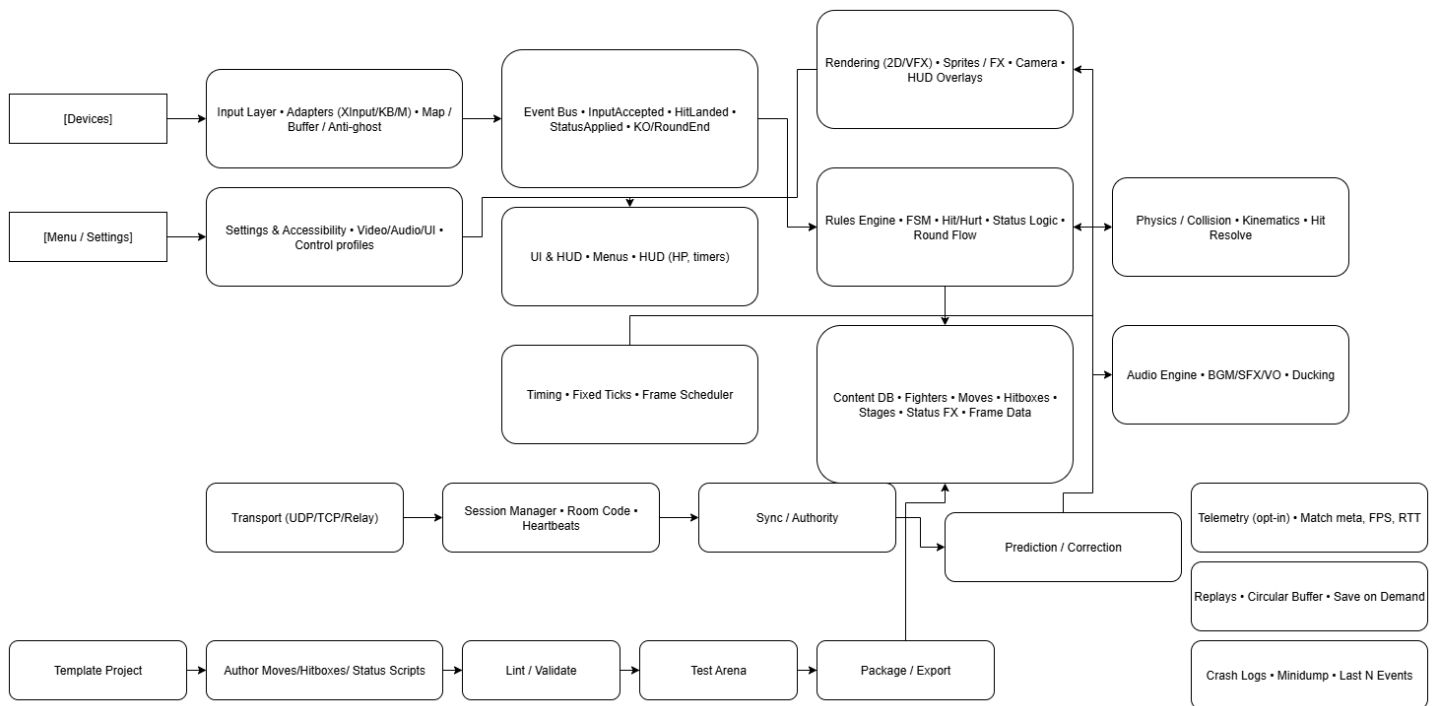 [Devices]
Input Layer • Adapters (XInput/KB/M) • Map /
Buffer / Anti-ghost
Event Bus • InputAccepted • HitLanded •
StatusApplied • KO/RoundEnd
Rendering (2D/VFX) • Sprites / FX • Camera •
HUD Overlays
[Menu / Settings]
Settings & Accessibility • Video/Audio/UI
• Control profiles
UI & HUD • Menus • HUD (HP, timers)
Rules Engine • FSM • Hit/Hurt • Status Logic •
Round Flow
Physics / Collision • Kinematics • Hit
Resolve
Timing • Fixed Ticks • Frame Scheduler
Content DB • Fighters • Moves • Hitboxes •
Stages • Status FX • Frame Data
Audio Engine • BGM/SFX/VO • Ducking
Transport (UDP/TCP/Relay)
Session Manager • Room Code •
Heartbeats
Sync / Authority
Prediction / Correction
Telemetry (opt-in) • Match meta, FPS, RTT
Replays • Circular Buffer • Save on Demand
Crash Logs • Minidump • Last N Events
Template Project
Author Moves/Hitboxes/ Status Scripts
Lint / Validate
Test Arena
Package / Export